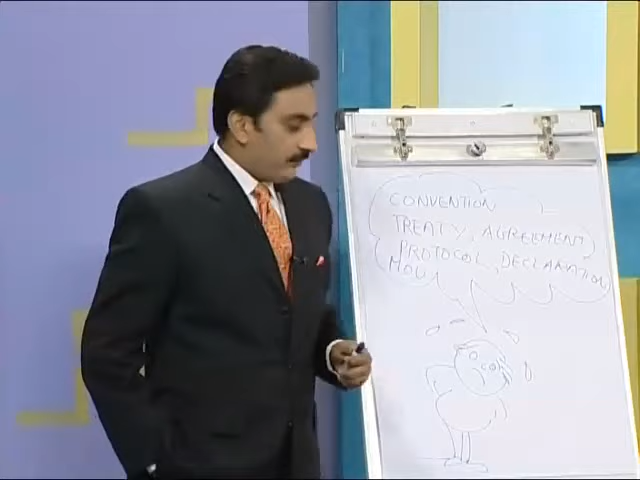 CONVENTION
TREATY, AGREEMENT
PROTOCOL, DECLARATION
MOU